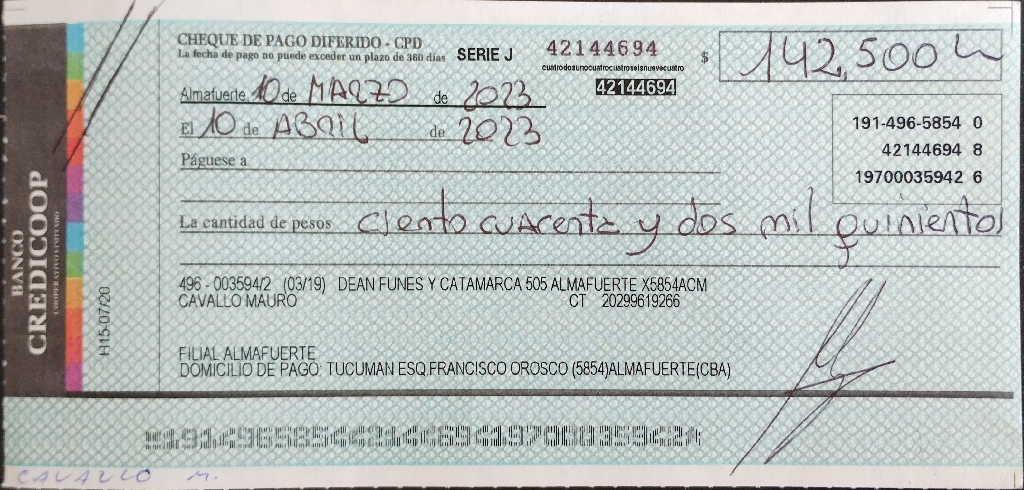 CHEQUE DE PAGO DIFERIDO - CPD
La fecha de pago no puede exceder un plazo de 360 dias
SERIE J
42144694
cuatrodosunocuatrocuatroseisnuevecuatro
42144694
$ 142,500
Almafuerte, 10 de MARZO de 2023
El 10 de ABRIL de 2023
191-496-5854 0
42144694 8
19700035942 6
Páguese a
La cantidad de pesos ciento cuarenta y dos mil quinientos
496 - 003594/2 (03/19) DEAN FUNES Y CATAMARCA 505 ALMAFUERTE X5854ACM
CAVALLO MAURO CT 20299619266
FILIAL ALMAFUERTE
DOMICILIO DE PAGO: TUCUMAN ESQ.FRANCISCO OROSCO (5854)ALMAFUERTE(CBA)
BANCO
CREDICOOP
COOPERATIVO LIMITADO
H15-07/20
CAVALLO M.